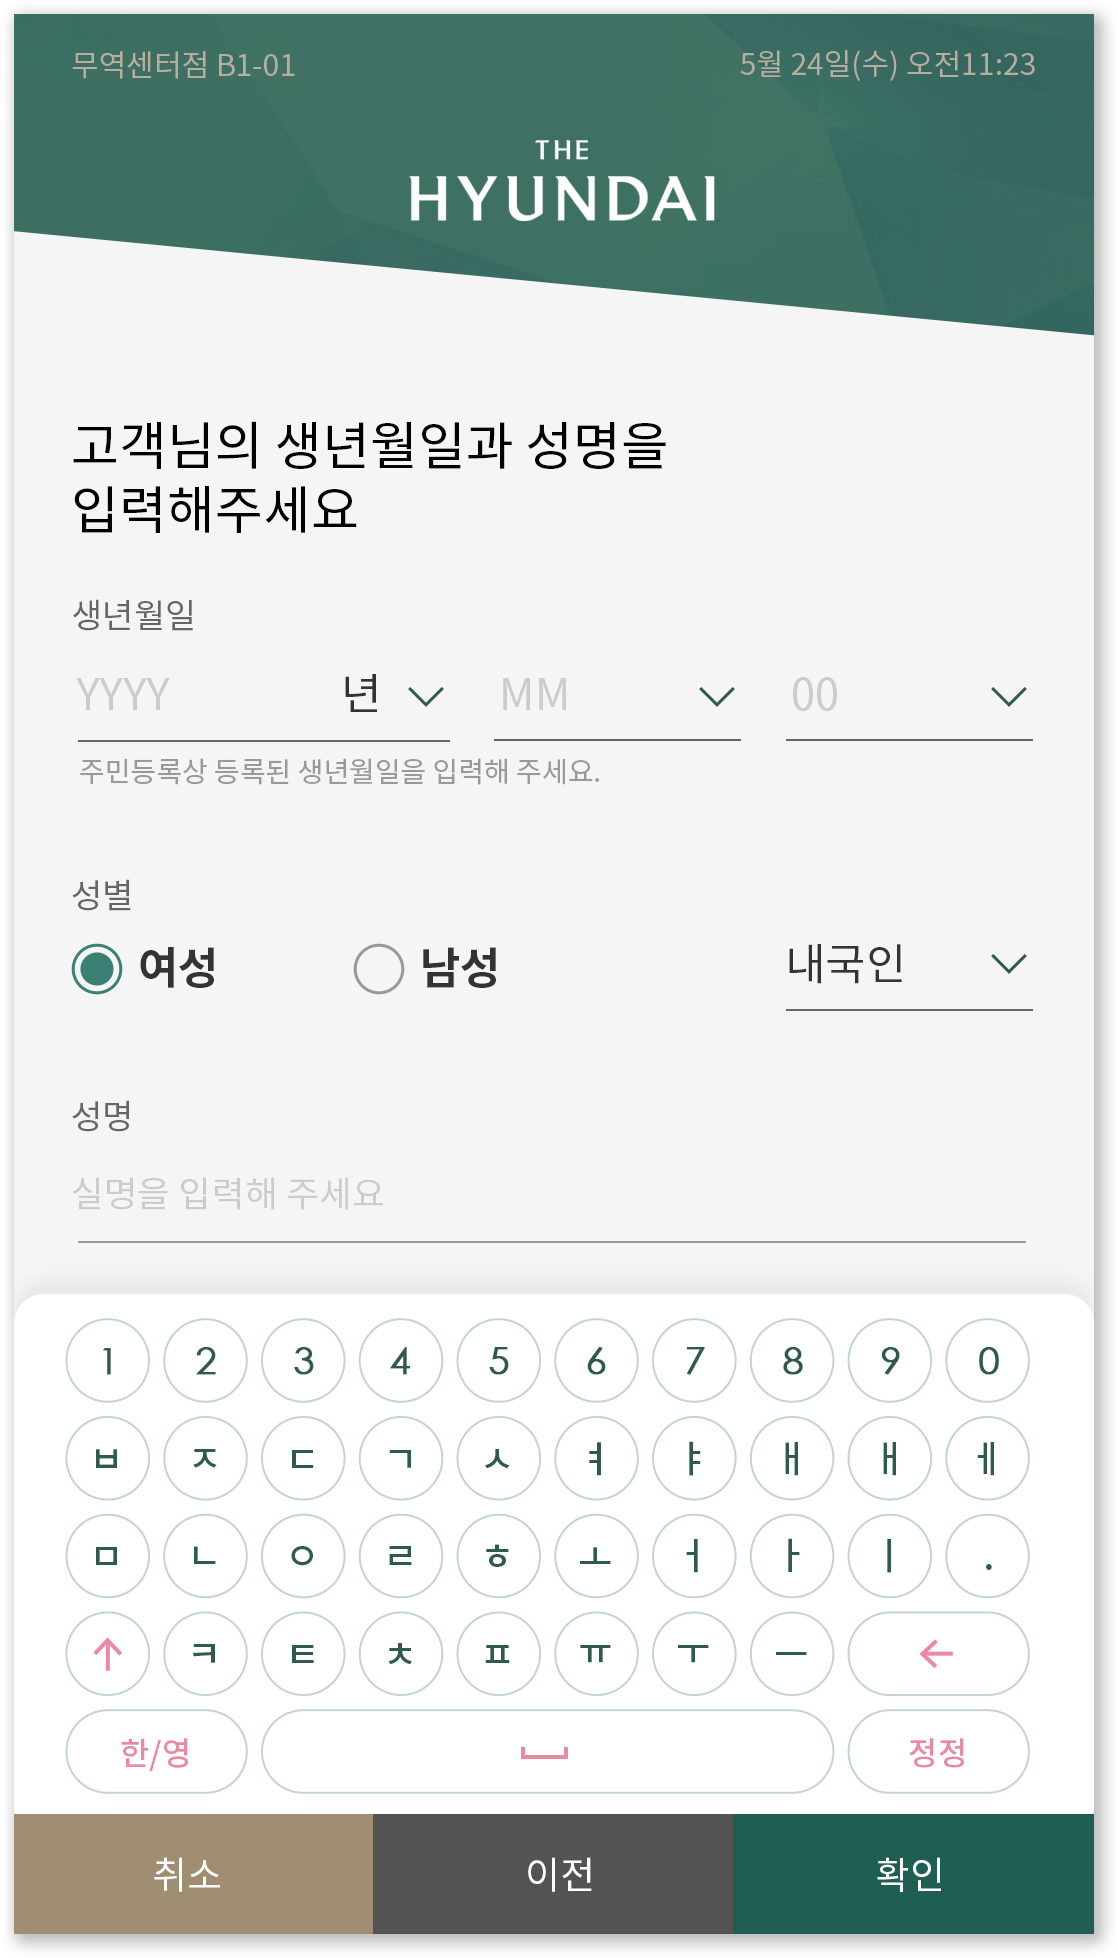 무역센터점 B1-01
5월 24일(수) 오전11:23
THE
HYUNDAI
고객님의 생년월일과 성명을
입력해주세요
생년월일
YYYY 년 MM 00
주민등록상 등록된 생년월일을 입력해 주세요.
성별
여성 남성 내국인
성명
실명을 입력해 주세요
1 2 3 4 5 6 7 8 9 0
ㅂ ㅈ ㄷ ㄱ ㅅ ㅕ ㅑ ㅐ ㅐ ㅔ
ㅁ ㄴ ㅇ ㄹ ㅎ ㅗ ㅓ ㅏ ㅣ .
ㅋ ㅌ ㅊ ㅍ ㅠ ㅜ ㅡ
한/영 정정
취소 이전 확인